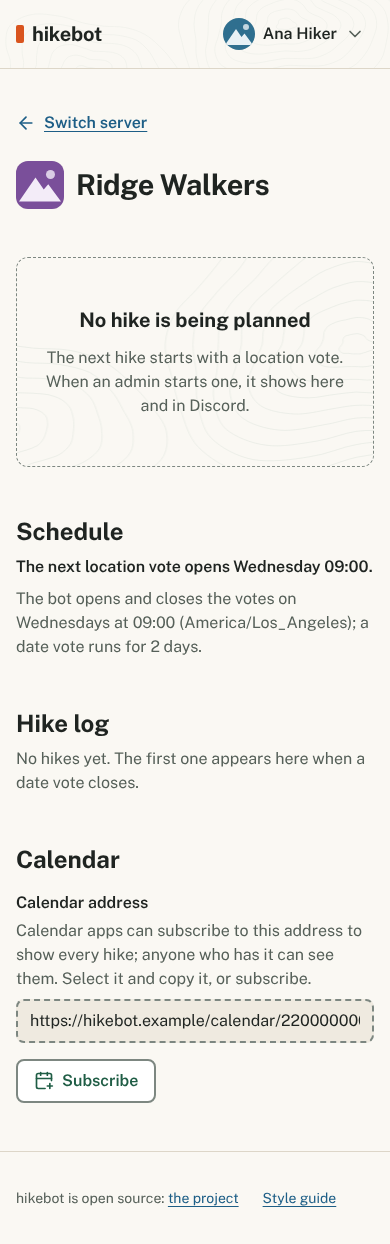 hikebot
Ana Hiker
Switch server
Ridge Walkers
No hike is being planned
The next hike starts with a location vote.
When an admin starts one, it shows here
and in Discord.
Schedule
The next location vote opens Wednesday 09:00.
The bot opens and closes the votes on
Wednesdays at 09:00 (America/Los_Angeles); a
date vote runs for 2 days.
Hike log
No hikes yet. The first one appears here when a
date vote closes.
Calendar
Calendar address
Calendar apps can subscribe to this address to
show every hike; anyone who has it can see
them. Select it and copy it, or subscribe.
https://hikebot.example/calendar/220000000
Subscribe
hikebot is open source: the project Style guide